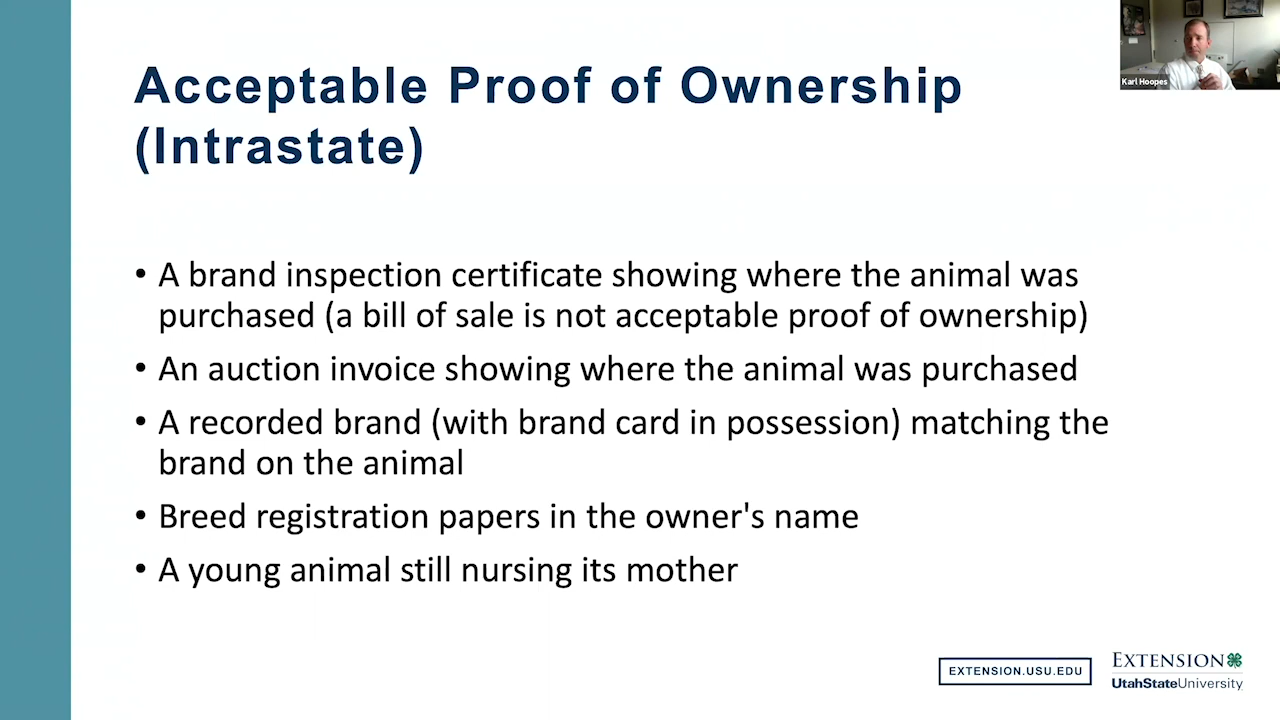 Karl Hoopes
Acceptable Proof of Ownership
(Intrastate)
• A brand inspection certificate showing where the animal was
purchased (a bill of sale is not acceptable proof of ownership)
• An auction invoice showing where the animal was purchased
• A recorded brand (with brand card in possession) matching the
brand on the animal
• Breed registration papers in the owner's name
• A young animal still nursing its mother
EXTENSION.USU.EDU
EXTENSION
UtahStateUniversity